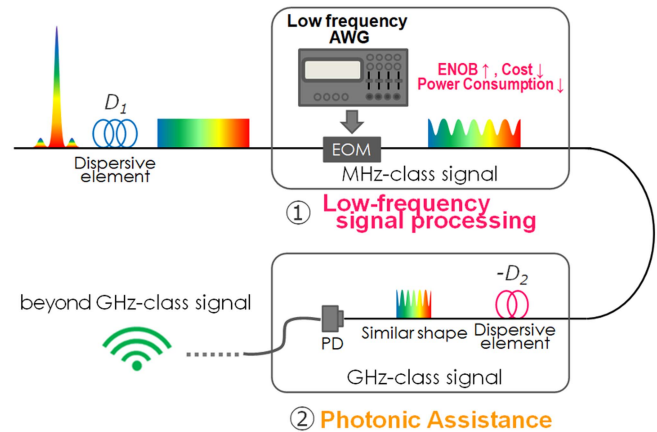 Low frequency
AWG
ENOB ↑ , Cost ↓
Power Consumption ↓
D1
Dispersive
element
EOM
MHz-class signal
① Low-frequency
signal processing
beyond GHz-class signal
-D2
PD
Similar shape
Dispersive
element
GHz-class signal
② Photonic Assistance